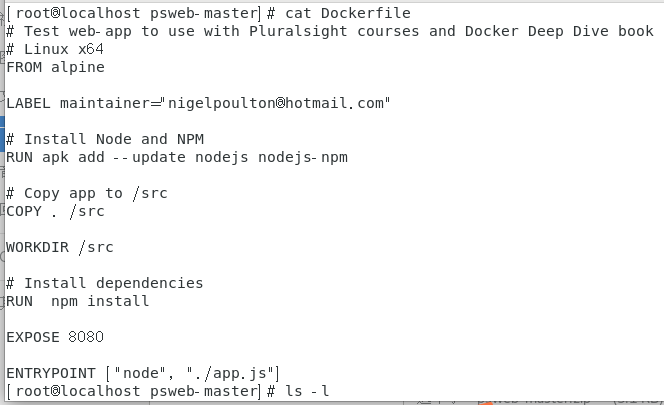 [root@localhost psweb-master]# cat Dockerfile
# Test web-app to use with Pluralsight courses and Docker Deep Dive book
# Linux x64
FROM alpine
LABEL maintainer="nigelpoulton@hotmail.com"
# Install Node and NPM
RUN apk add --update nodejs nodejs-npm
# Copy app to /src
COPY . /src
WORKDIR /src
# Install dependencies
RUN  npm install
EXPOSE 8080
ENTRYPOINT ["node", "./app.js"]
[root@localhost psweb-master]# ls -l